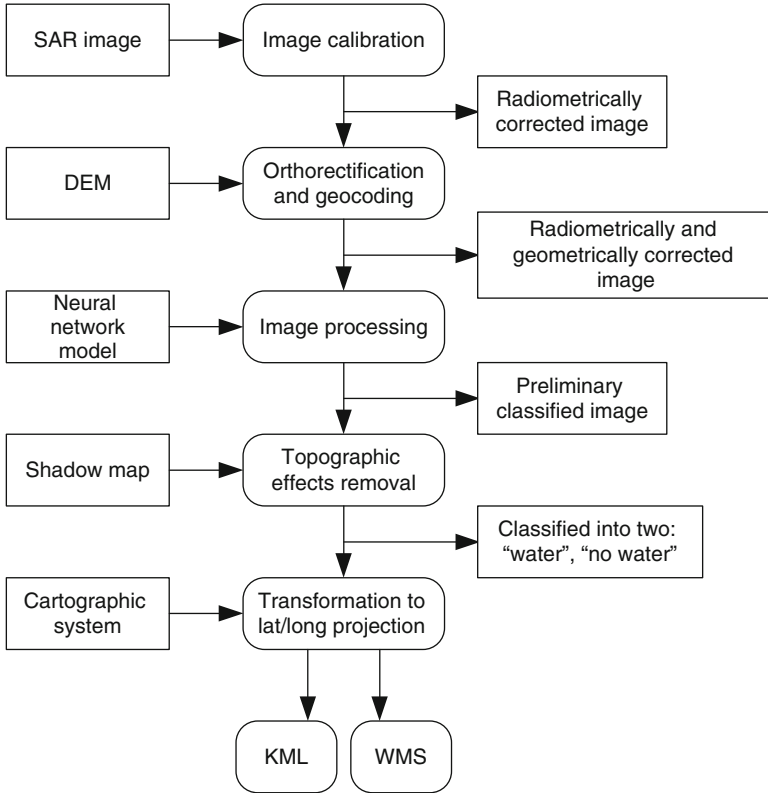 SAR image
Image calibration
Radiometrically
corrected image
DEM
Orthorectification
and geocoding
Radiometrically and
geometrically corrected
image
Neural
network
model
Image processing
Preliminary
classified image
Shadow map
Topographic
effects removal
Classified into two:
“water”, “no water”
Cartographic
system
Transformation to
lat/long projection
KML
WMS